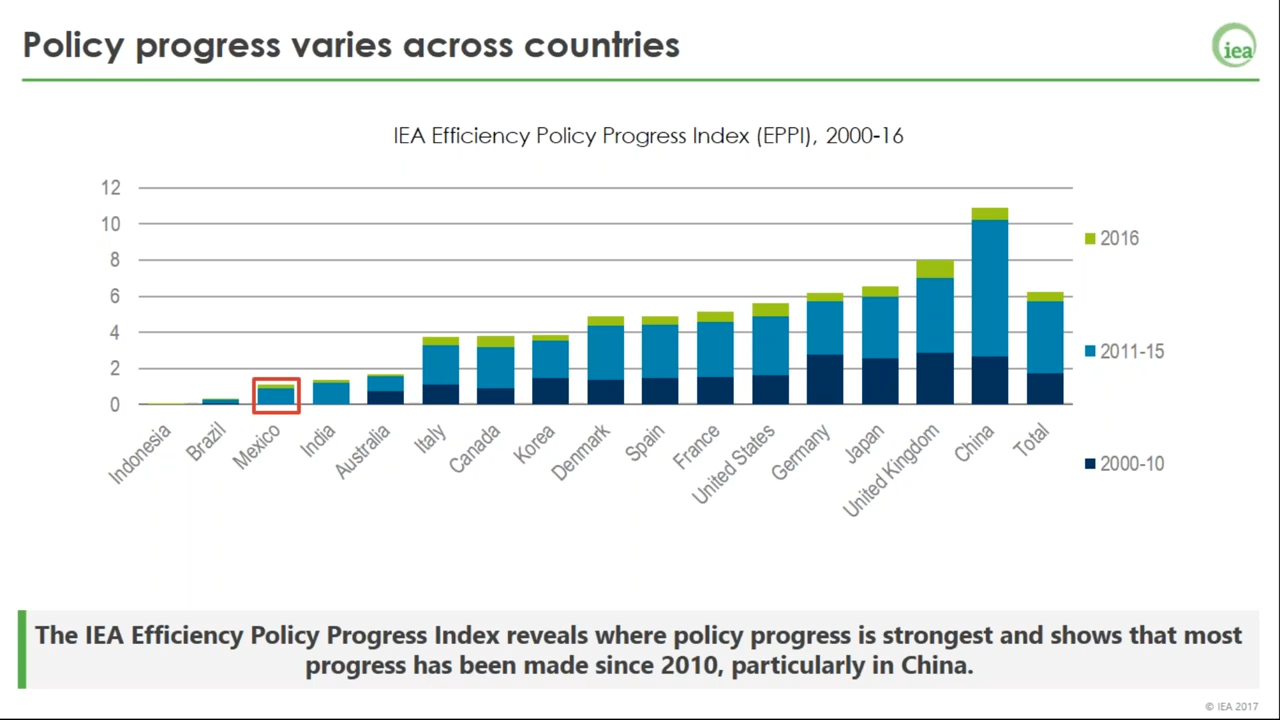 Policy progress varies across countries
iea
IEA Efficiency Policy Progress Index (EPPI), 2000-16
12
10
8
6
4
2
0
Indonesia
Brazil
Mexico
India
Australia
Italy
Canada
Korea
Denmark
Spain
France
United States
Germany
Japan
United Kingdom
China
Total
2016
2011-15
2000-10
The IEA Efficiency Policy Progress Index reveals where policy progress is strongest and shows that most
progress has been made since 2010, particularly in China.
© IEA 2017